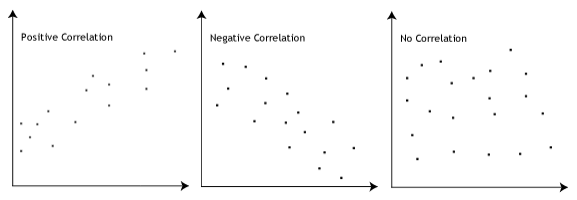 Positive Correlation
Negative Correlation
No Correlation